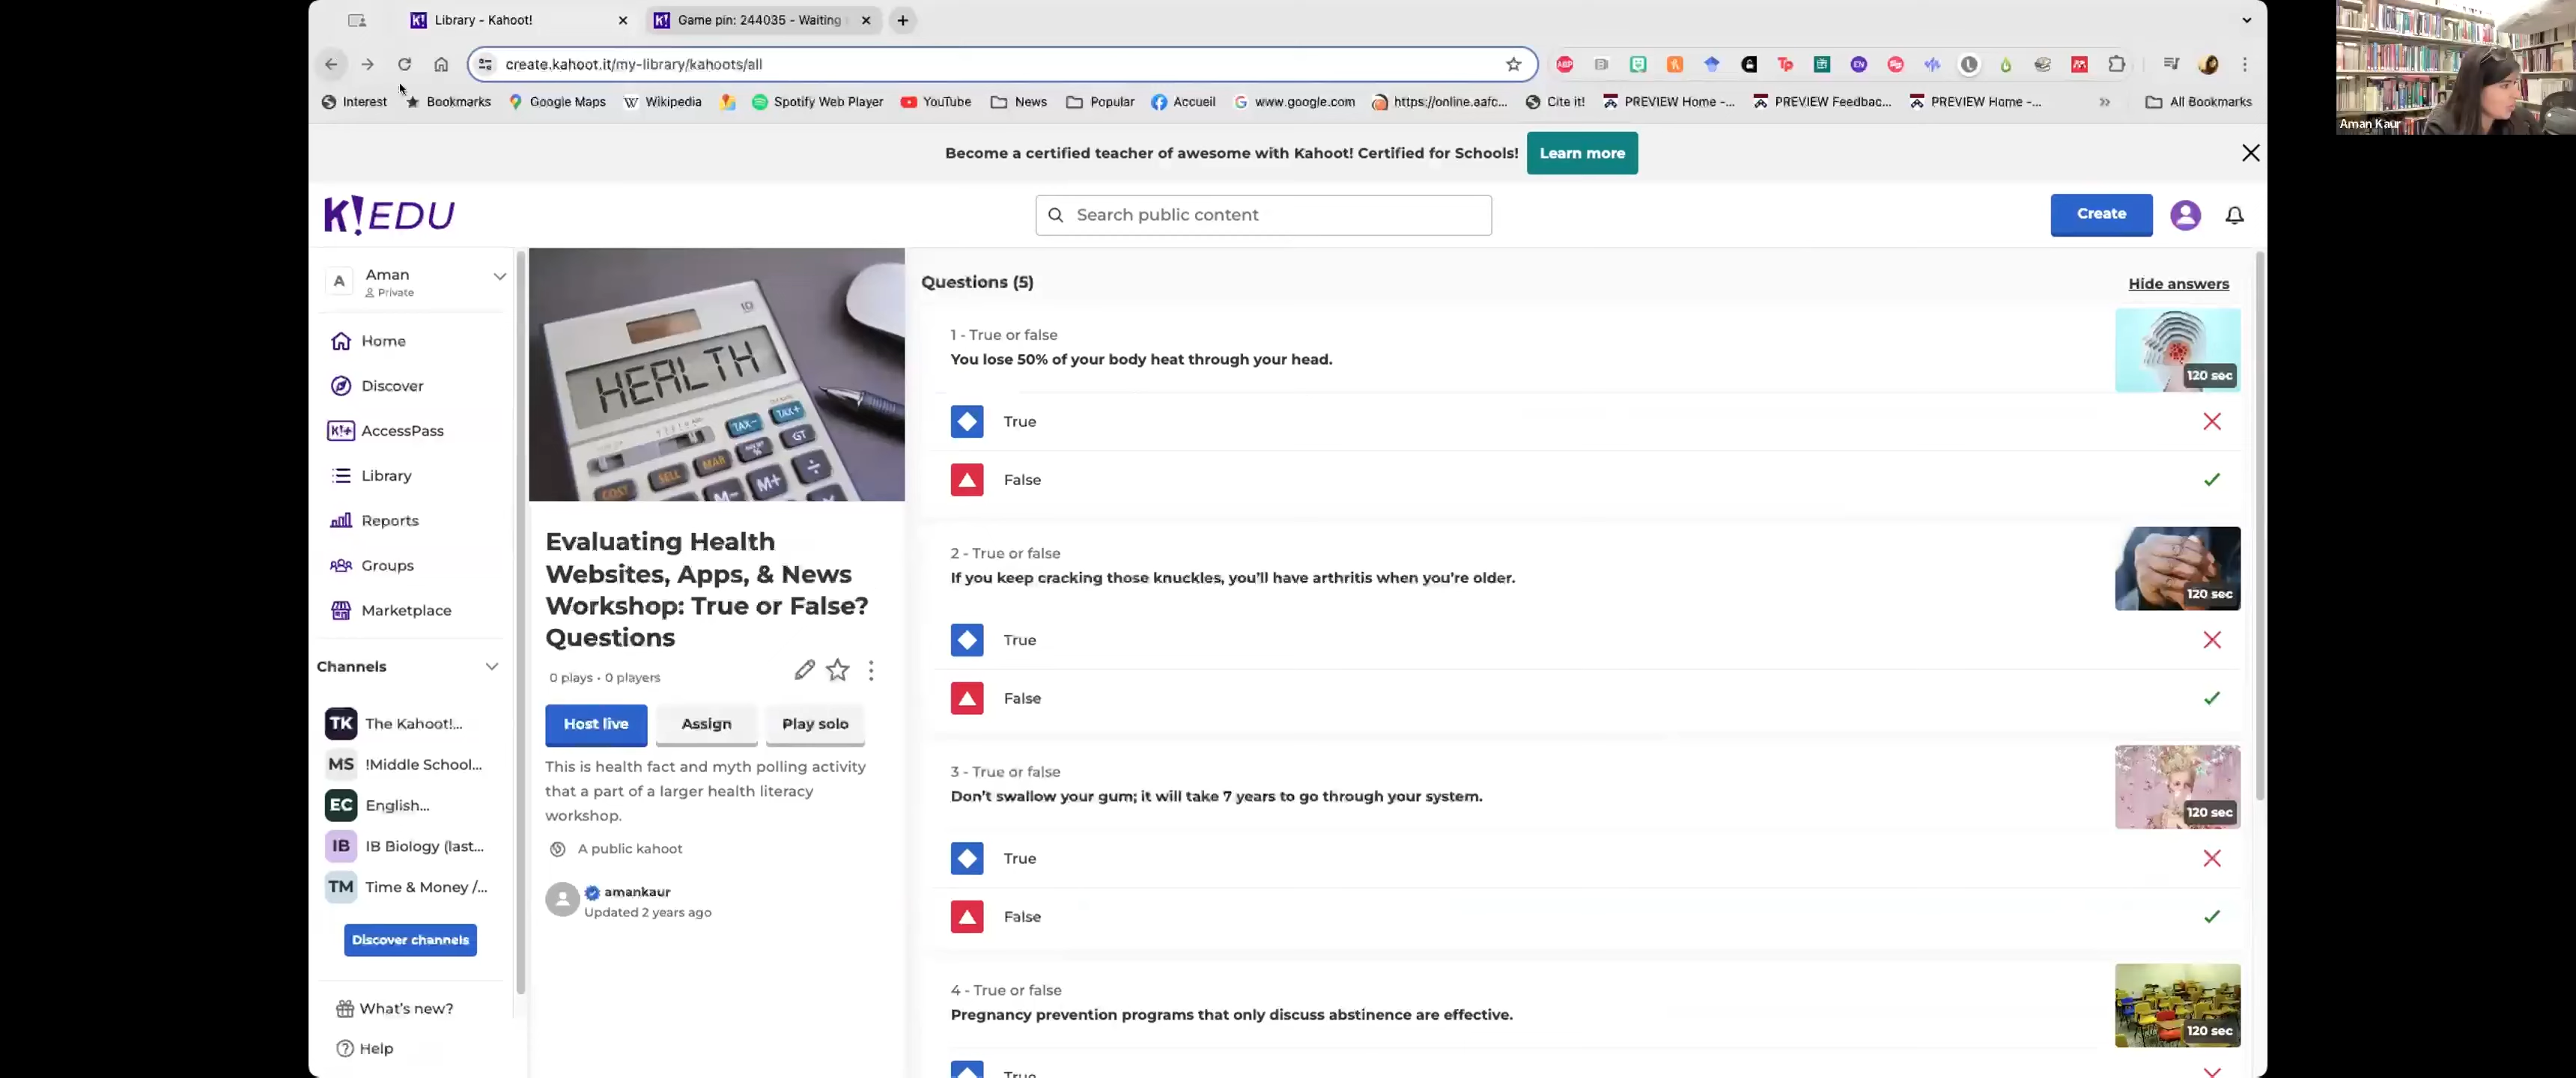 Library - Kahoot!
Game pin: 244035 - Waiting
create.kahoot.it/my-library/kahoots/all
Interest
Bookmarks
Google Maps
Wikipedia
Spotify Web Player
YouTube
News
Popular
Accueil
www.google.com
https://online.aafc...
Cite it!
PREVIEW Home -...
PREVIEW Feedbac...
PREVIEW Home -...
All Bookmarks
Aman Kaur
Become a certified teacher of awesome with Kahoot! Certified for Schools!
Learn more
K!EDU
Search public content
Create
A
Aman
Private
Home
Discover
K!+ AccessPass
Library
Reports
Groups
Marketplace
Channels
TK The Kahoot!...
MS !Middle School...
EC English...
IB IB Biology (last...
TM Time & Money /...
Discover channels
What's new?
Help
HEALTH
TAX-
TAX+
GT
COST
SELL
MAR
M-
M+
Evaluating Health
Websites, Apps, & News
Workshop: True or False?
Questions
0 plays · 0 players
Host live
Assign
Play solo
This is health fact and myth polling activity
that a part of a larger health literacy
workshop.
A public kahoot
amankaur
Updated 2 years ago
Questions (5)
Hide answers
1 - True or false
You lose 50% of your body heat through your head.
120 sec
True
False
2 - True or false
If you keep cracking those knuckles, you'll have arthritis when you're older.
120 sec
True
False
3 - True or false
Don't swallow your gum; it will take 7 years to go through your system.
120 sec
True
False
4 - True or false
Pregnancy prevention programs that only discuss abstinence are effective.
120 sec
True